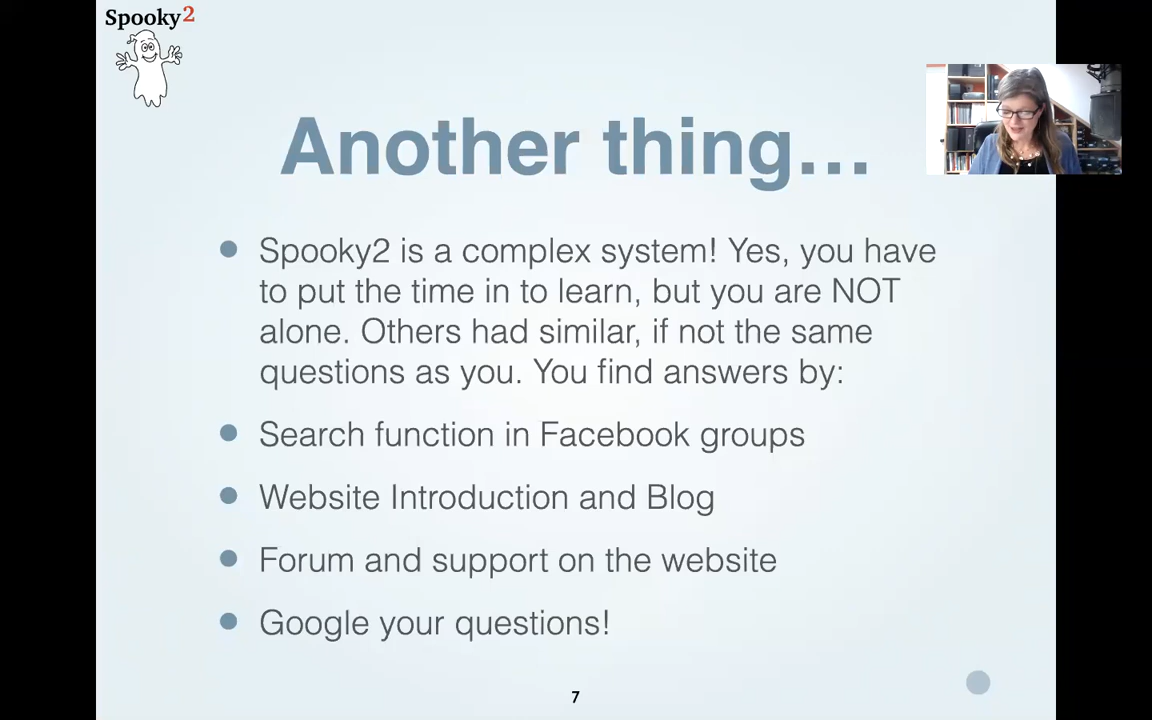 Spooky2
Another thing...
Spooky2 is a complex system! Yes, you have
to put the time in to learn, but you are NOT
alone. Others had similar, if not the same
questions as you. You find answers by:
Search function in Facebook groups
Website Introduction and Blog
Forum and support on the website
Google your questions!
7